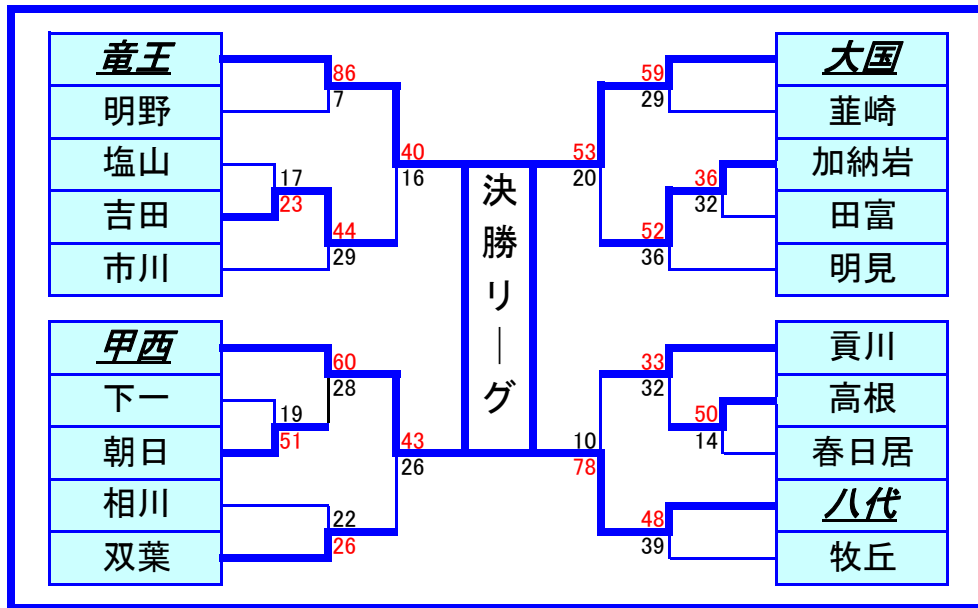 竜王
明野
塩山
吉田
市川
86
7
17
23
44
29
40
16
甲西
下一
朝日
相川
双葉
60
28
19
51
22
26
43
26
決勝リーグ
大国
韮崎
加納岩
田富
明見
59
29
36
32
52
36
53
20
貢川
高根
春日居
八代
牧丘
33
32
50
14
48
39
10
78